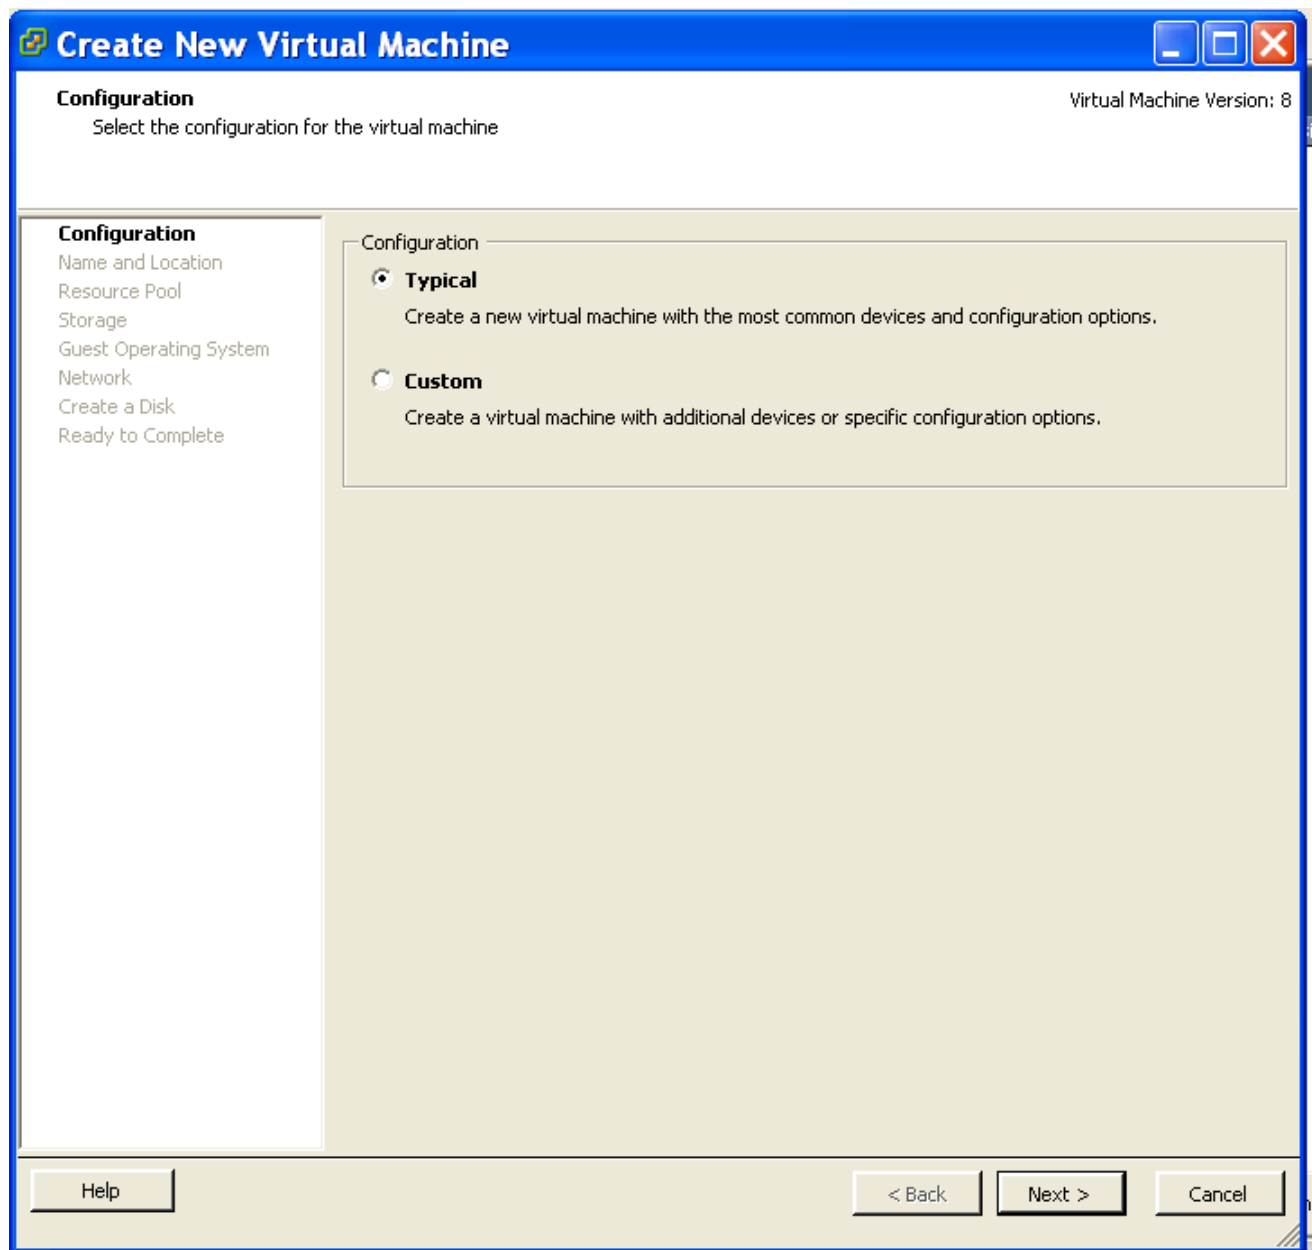 Create New Virtual Machine
Configuration
Virtual Machine Version: 8
Select the configuration for the virtual machine
Configuration
Name and Location
Resource Pool
Storage
Guest Operating System
Network
Create a Disk
Ready to Complete
Configuration
Typical
Create a new virtual machine with the most common devices and configuration options.
Custom
Create a virtual machine with additional devices or specific configuration options.
Help
< Back
Next >
Cancel